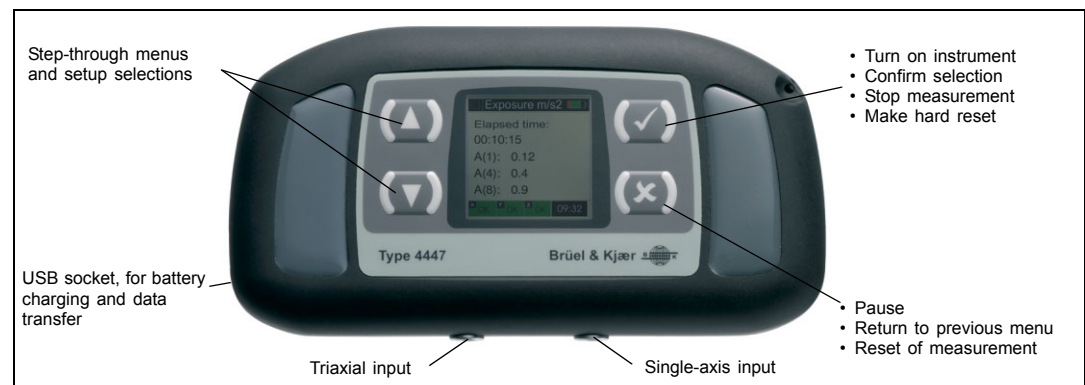 Step-through menus
and setup selections
• Turn on instrument
• Confirm selection
• Stop measurement
• Make hard reset
Exposure m/s2
Elapsed time:
00:10:15
A(1): 0.12
A(4): 0.4
A(8): 0.9
OK OK OK 09:32
Type 4447
Brüel & Kjær
USB socket, for battery
charging and data
transfer
• Pause
• Return to previous menu
• Reset of measurement
Triaxial input
Single-axis input